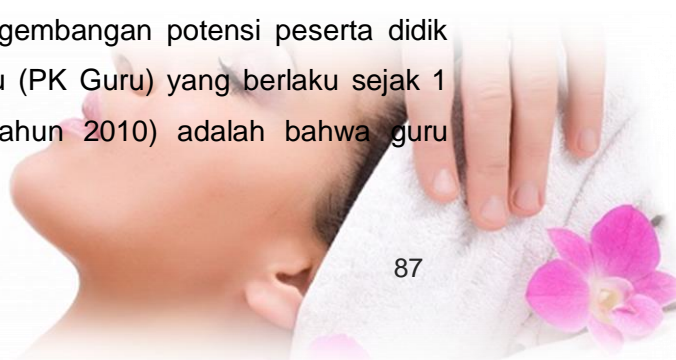 gembangan potensi peserta didik
(PK Guru) yang berlaku sejak 1
ahun 2010) adalah bahwa guru
87